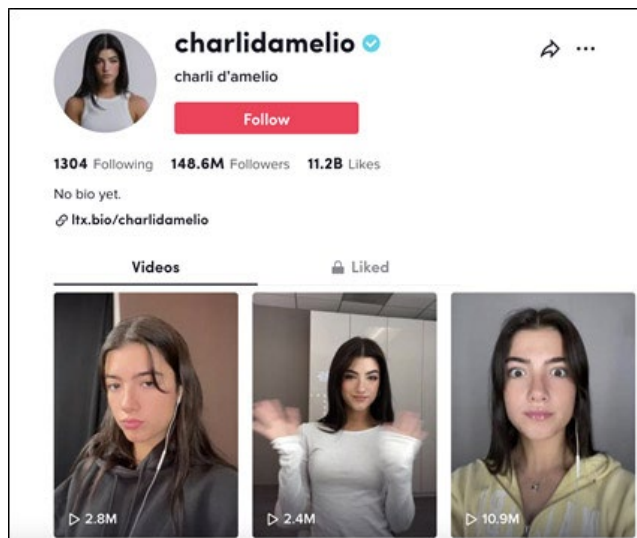 charlidamelio
charli d'amelio
Follow
1304 Following 148.6M Followers 11.2B Likes
No bio yet.
ltx.bio/charlidamelio
Videos Liked
2.8M 2.4M 10.9M